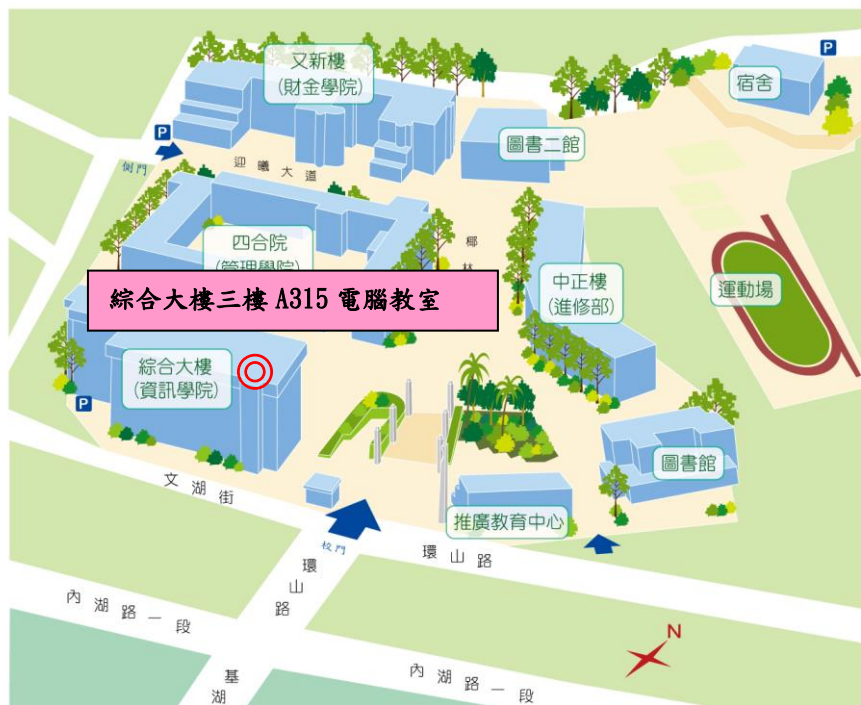 又新樓
(財金學院)
P
宿舍
圖書二館
P
側門
迎曦大道
四合院
(管理學院)
椰林
中正樓
(進修部)
運動場
綜合大樓三樓 A315 電腦教室
綜合大樓
(資訊學院)
P
圖書館
文湖街
推廣教育中心
校門
環山路
環山路
內湖路一段
N
內湖路一段
基湖